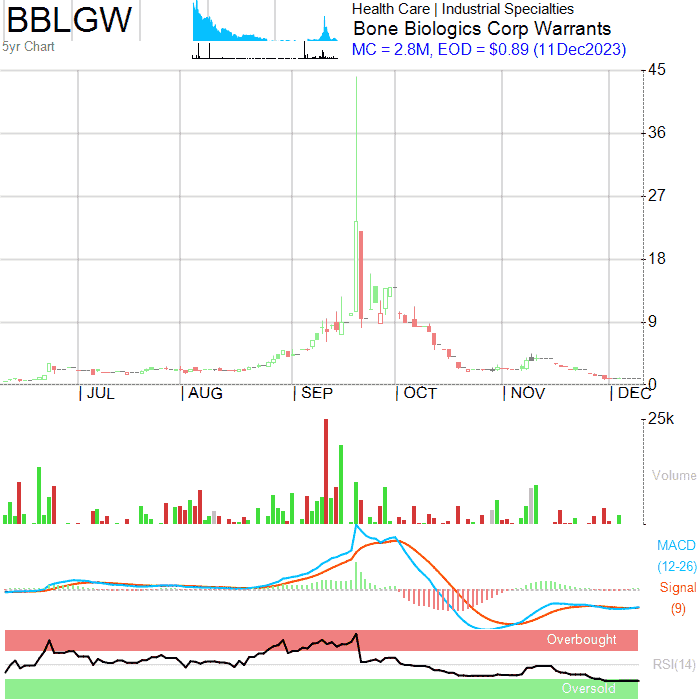 BBLGW
5yr Chart
Health Care | Industrial Specialties
Bone Biologics Corp Warrants
MC = 2.8M, EOD = $0.89 (11Dec2023)
45
36
27
18
9
0
JUL AUG SEP OCT NOV DEC
25k
Volume
MACD
(12-26)
Signal
(9)
Overbought
RSI(14)
Oversold